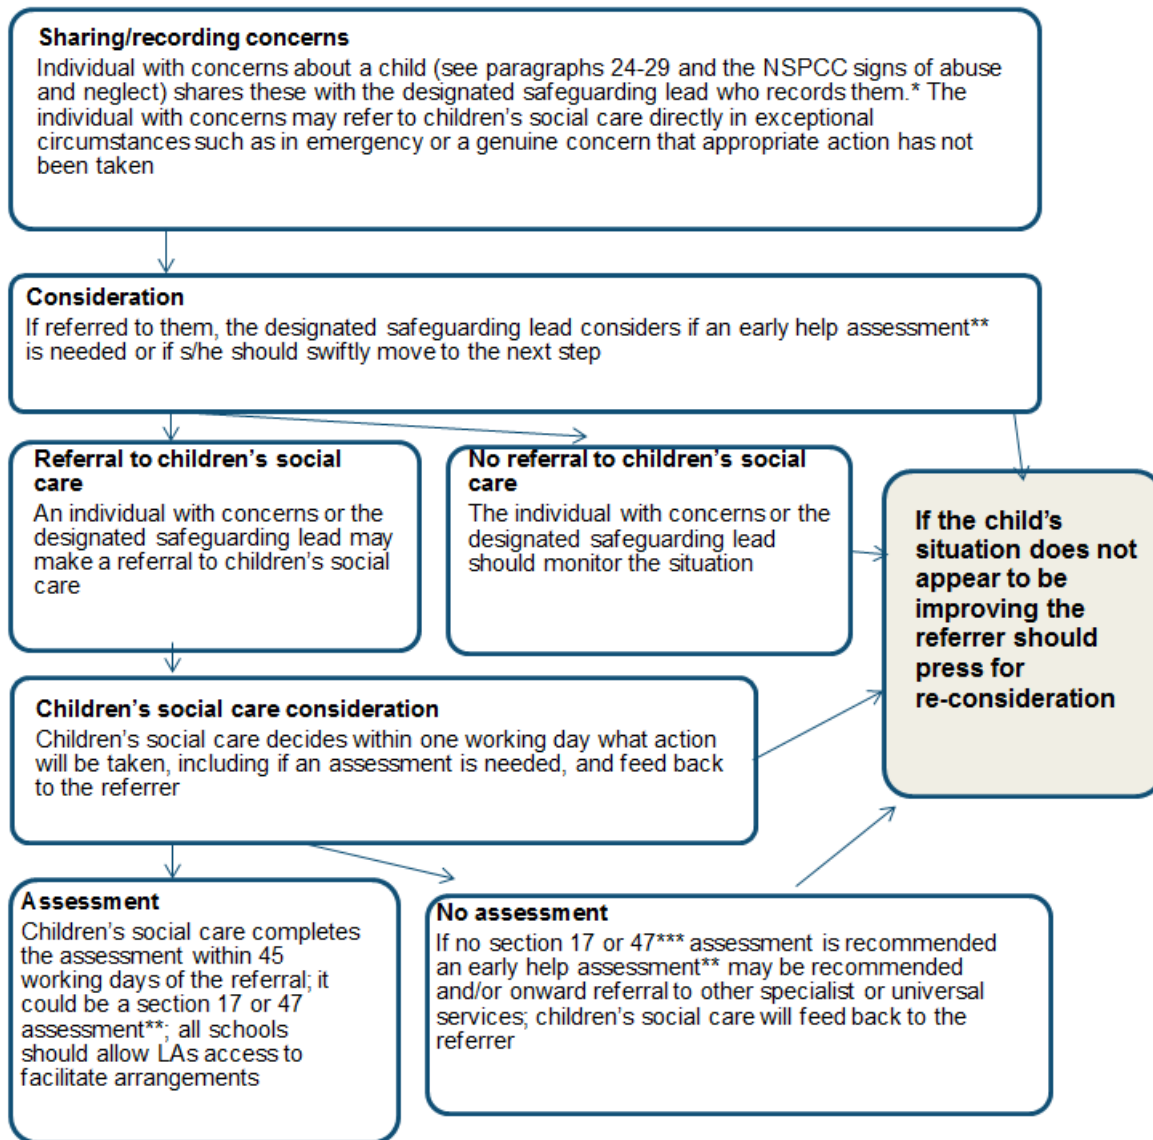 Sharing/recording concerns
Individual with concerns about a child (see paragraphs 24-29 and the NSPCC signs of abuse
and neglect) shares these with the designated safeguarding lead who records them.* The
individual with concerns may refer to children's social care directly in exceptional
circumstances such as in emergency or a genuine concern that appropriate action has not
been taken
Consideration
If referred to them, the designated safeguarding lead considers if an early help assessment**
is needed or if s/he should swiftly move to the next step
Referral to children's social
care
An individual with concerns or the
designated safeguarding lead may
make a referral to children's social
care
No referral to children's social
care
The individual with concerns or the
designated safeguarding lead
should monitor the situation
If the child's
situation does not
appear to be
improving the
referrer should
press for
re-consideration
Children's social care consideration
Children's social care decides within one working day what action
will be taken, including if an assessment is needed, and feed back
to the referrer
Assessment
Children's social care completes
the assessment within 45
working days of the referral; it
could be a section 17 or 47
assessment**; all schools
should allow LAs access to
facilitate arrangements
No assessment
If no section 17 or 47*** assessment is recommended
an early help assessment** may be recommended
and/or onward referral to other specialist or universal
services; children's social care will feed back to the
referrer